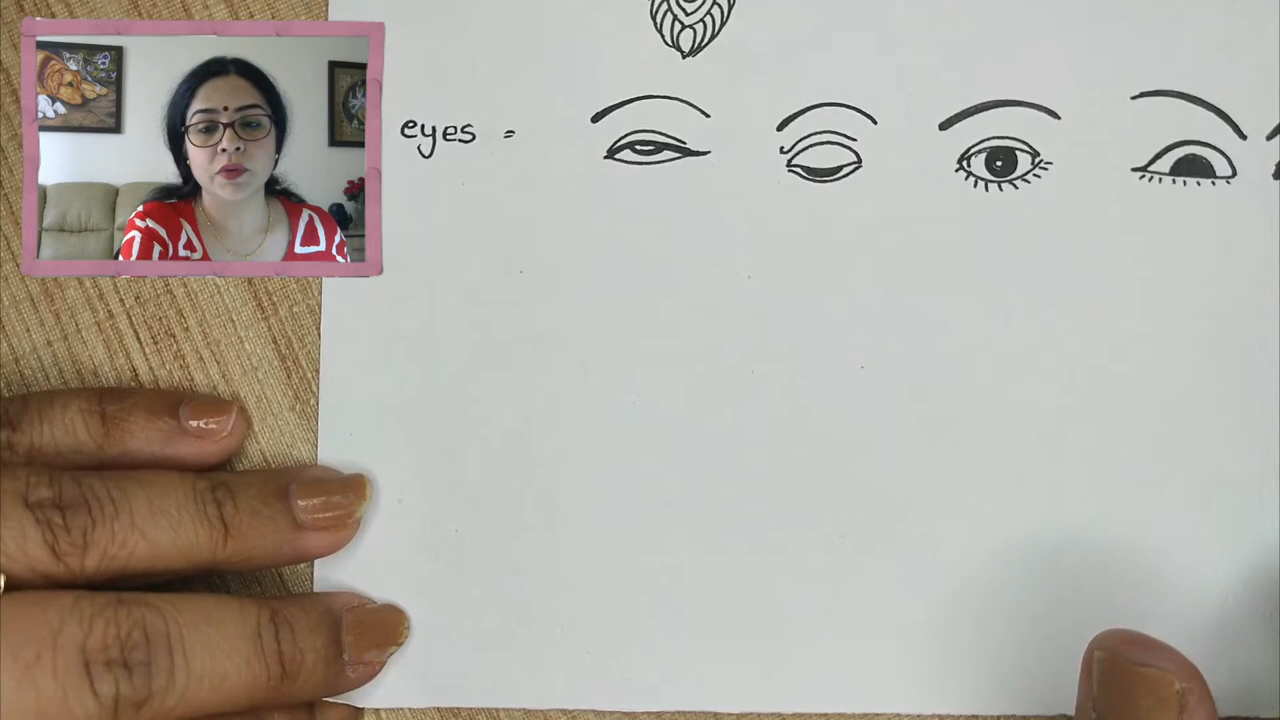 eyes =